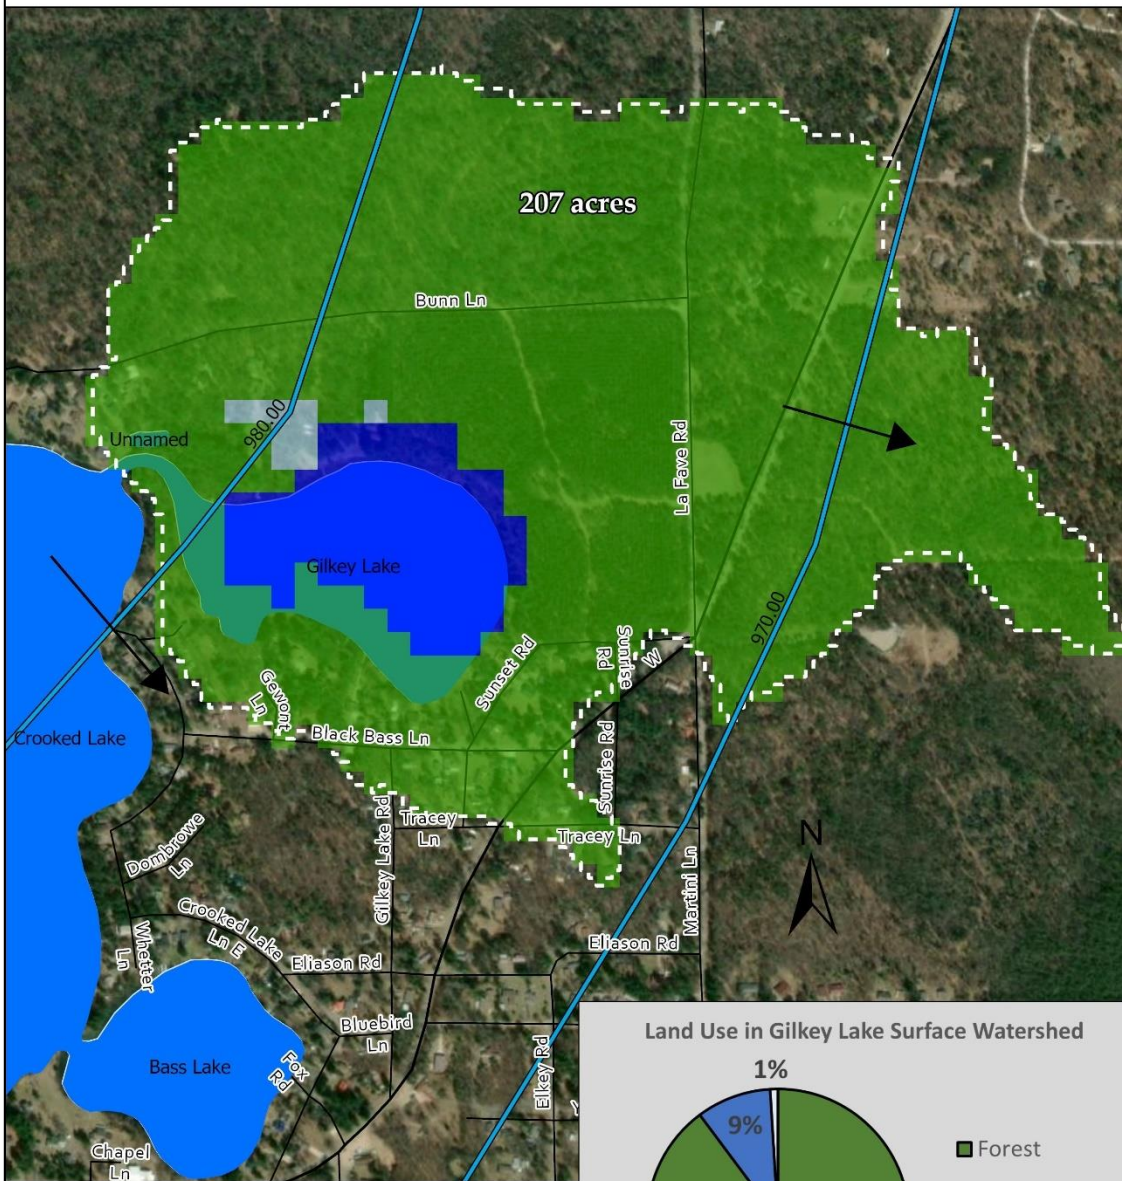 207 acres
Bunn Ln
980.00
Unnamed
La Fave Rd
Gilkey Lake
970.00
Sunset Rd
Sunrise
Rd
W
Gewont
Ln
Black Bass Ln
Crooked Lake
Sunrise Rd
Gilkey Lake Rd
Tracey
Ln
Tracey Ln
N
Dombrowe
Ln
Martini Ln
Crooked Lake
Ln E
Whetter
Ln
Eliason Rd
Eliason Rd
Bluebird
Ln
Elkey Rd
Fox
Rd
Bass Lake
Chapel
Ln
Land Use in Gilkey Lake Surface Watershed
1%
9%
Forest